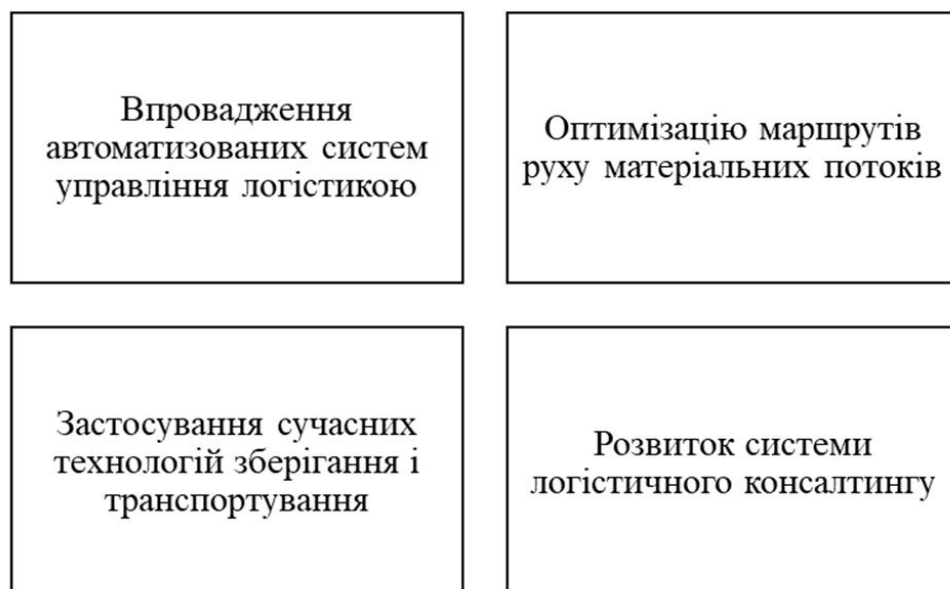 Впровадження
автоматизованих систем
управління логістикою
Оптимізацію маршрутів
руху матеріальних потоків
Застосування сучасних
технологій зберігання і
транспортування
Розвиток системи
логістичного консалтингу